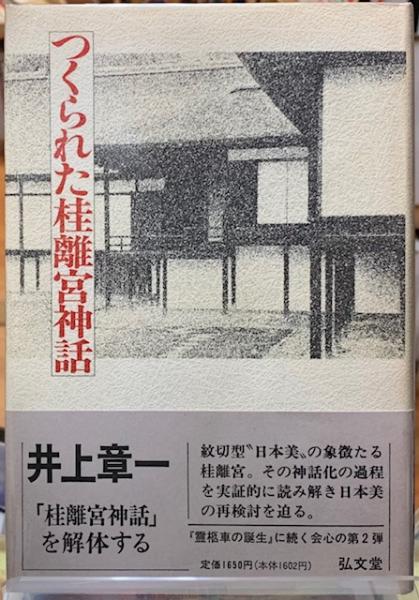 つくられた桂離宮神話
井上章一
「桂離宮神話」
を解体する
紋切型〝日本美〟の象徴たる
桂離宮。その神話化の過程
を実証的に読み解き日本美
の再検討を迫る。
『霊柩車の誕生』に続く会心の第2弾
定価1650円(本体1602円)
弘文堂